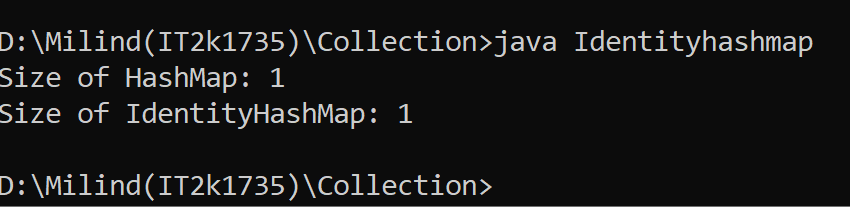 D:\Milind(IT2k1735)\Collection>java Identityhashmap
Size of HashMap: 1
Size of IdentityHashMap: 1
D:\Milind(IT2k1735)\Collection>